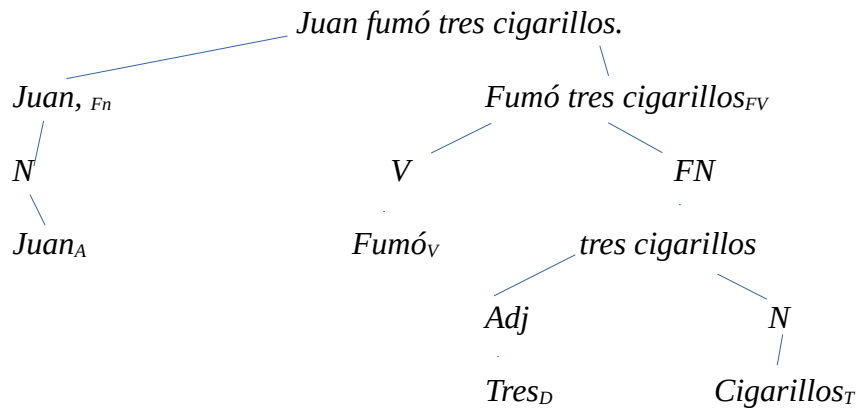 Juan fumó tres cigarillos.
Juan, Fn Fumó tres cigarillosFV
N V FN
JuanA FumóV tres cigarillos
Adj N
TresD CigarillosT